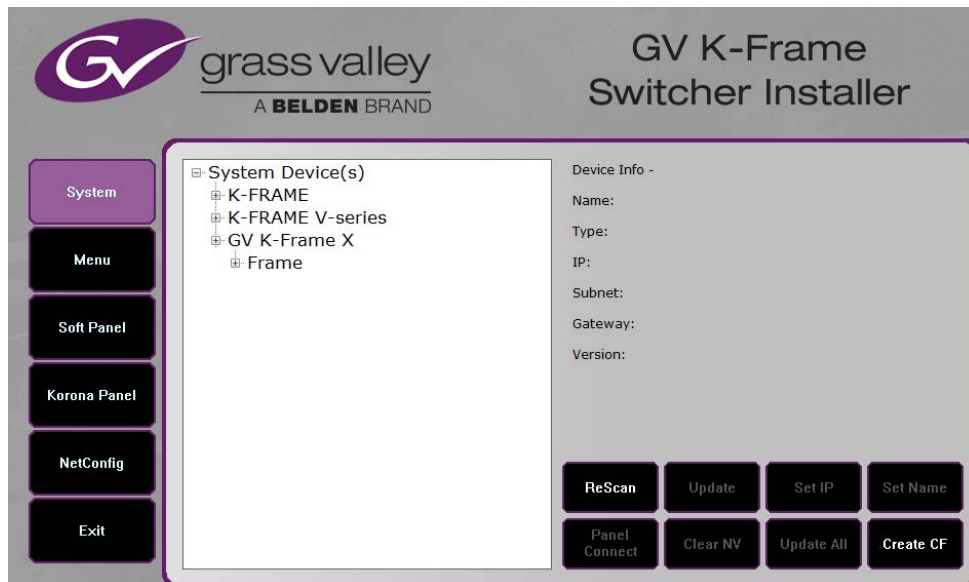 GV grass valley
A BELDEN BRAND
GV K-Frame
Switcher Installer
System
Menu
Soft Panel
Korona Panel
NetConfig
Exit
System Device(s)
K-FRAME
K-FRAME V-series
GV K-Frame X
Frame
Device Info -
Name:
Type:
IP:
Subnet:
Gateway:
Version:
ReScan
Update
Set IP
Set Name
Panel
Connect
Clear NV
Update All
Create CF